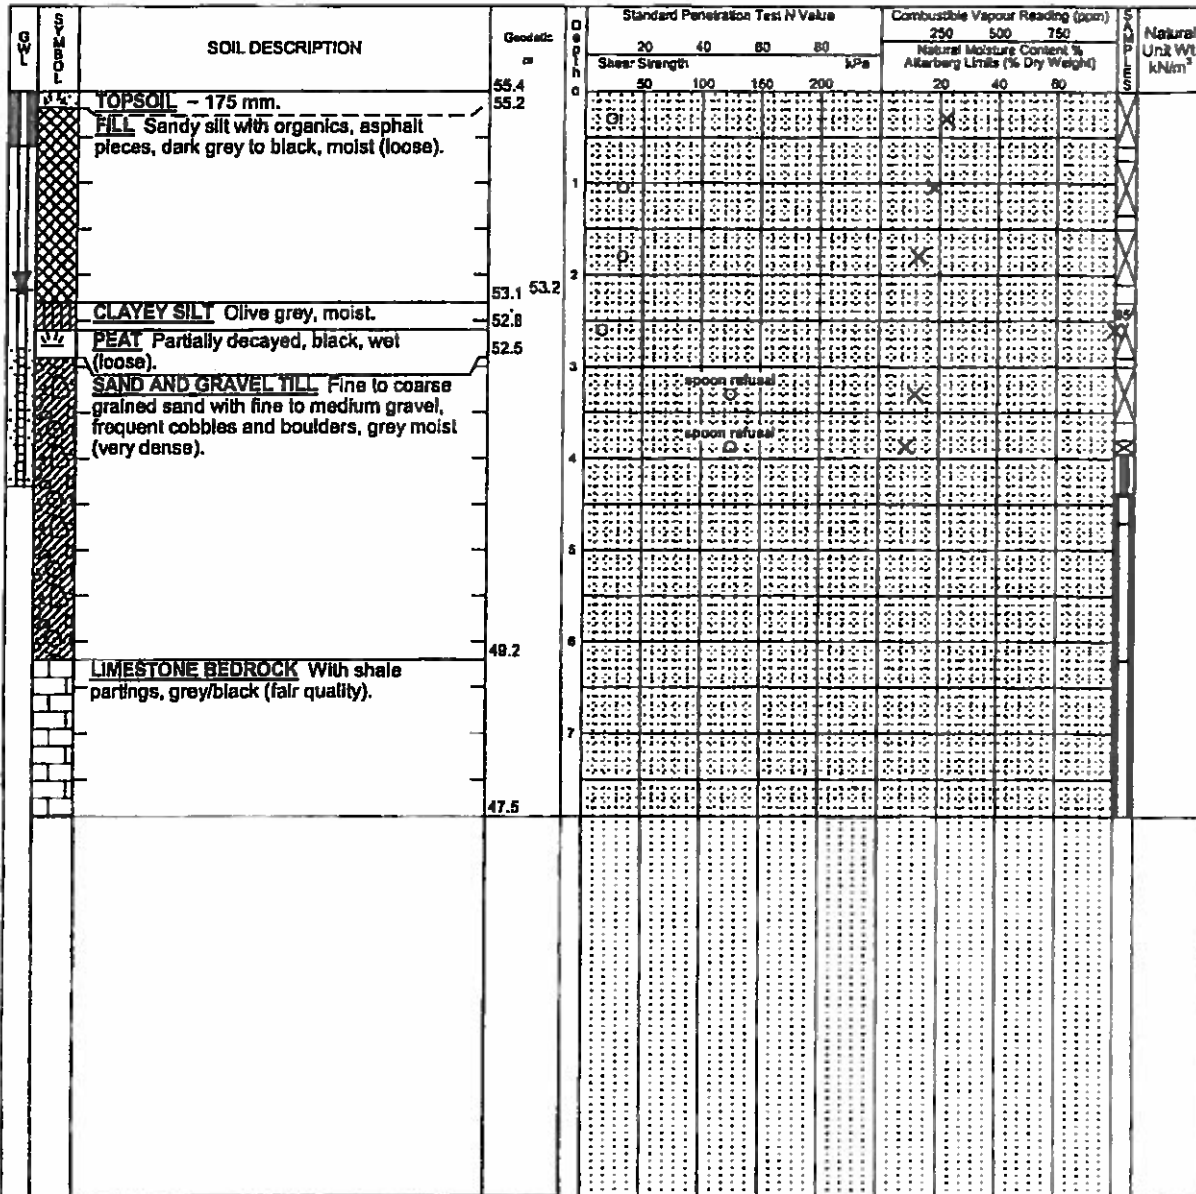 GWL
SYMBOL
SOIL DESCRIPTION
Geodetic
m
Depth
Standard Penetration Test N Value
20 40 60 80
Shear Strength kPa
50 100 150 200
Combustible Vapour Reading (ppm)
250 500 750
Natural Moisture Content %
Atterberg Limits (% Dry Weight)
20 40 60
SAMPLES
Natural
Unit Wt
kN/m³
55.4
0
TOPSOIL ~ 175 mm.
55.2
FILL Sandy silt with organics, asphalt
pieces, dark grey to black, moist (loose).
1
2
53.1 53.2
CLAYEY SILT Olive grey, moist.
52.8
PEAT Partially decayed, black, wet
(loose).
52.5
3
SAND AND GRAVEL TILL Fine to coarse
grained sand with fine to medium gravel,
frequent cobbles and boulders, grey moist
(very dense).
spoon refusal
spoon refusal
4
5
6
49.2
LIMESTONE BEDROCK With shale
partings, grey/black (fair quality).
7
47.5